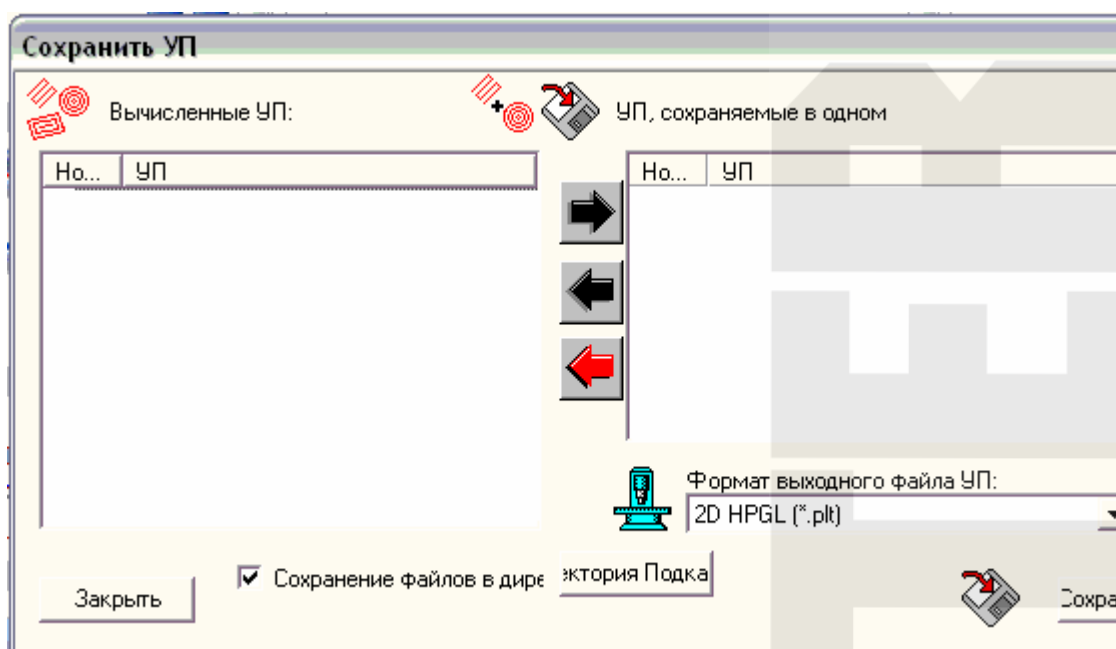 Сохранить УП
Вычисленные УП:
УП, сохраняемые в одном
Но... УП
Но... УП
Формат выходного файла УП:
2D HPGL (*.plt)
Сохранение файлов в дире
ектория Подка
Закрыть
Сохра